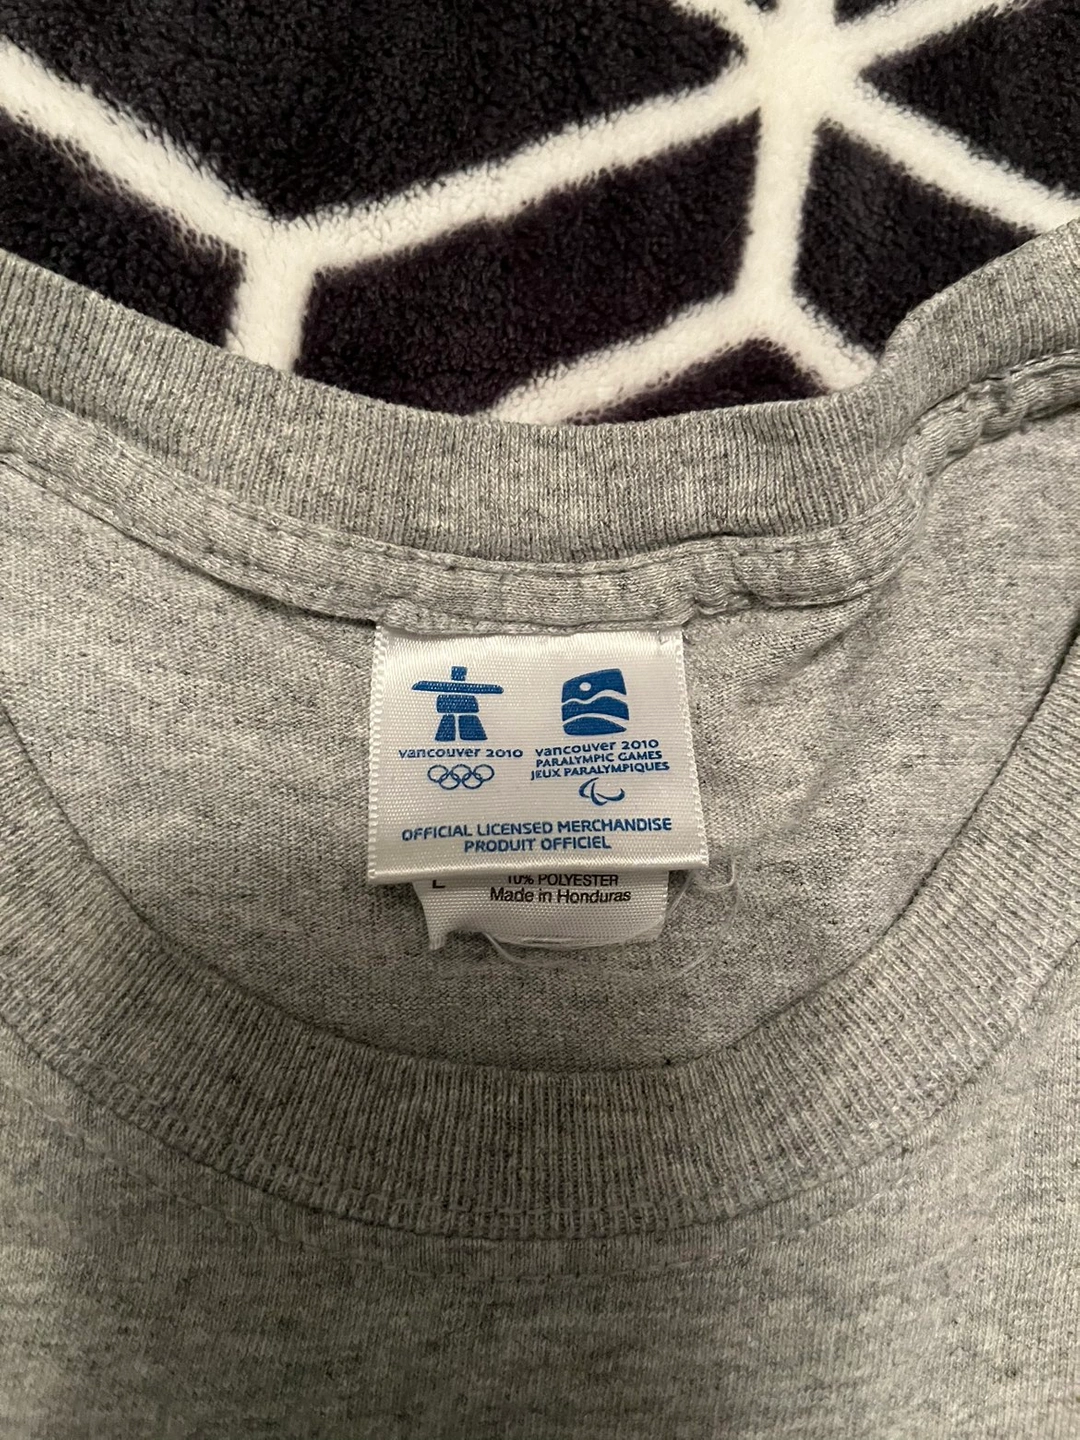 vancouver 2010
vancouver 2010
PARALYMPIC GAMES
JEUX PARALYMPIQUES
OFFICIAL LICENSED MERCHANDISE
PRODUIT OFFICIEL
L
10% POLYESTER
Made in Honduras